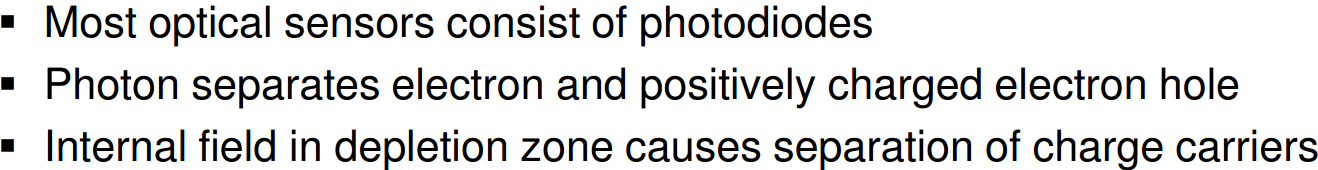 ▪ Most optical sensors consist of photodiodes
▪ Photon separates electron and positively charged electron hole
▪ Internal field in depletion zone causes separation of charge carriers